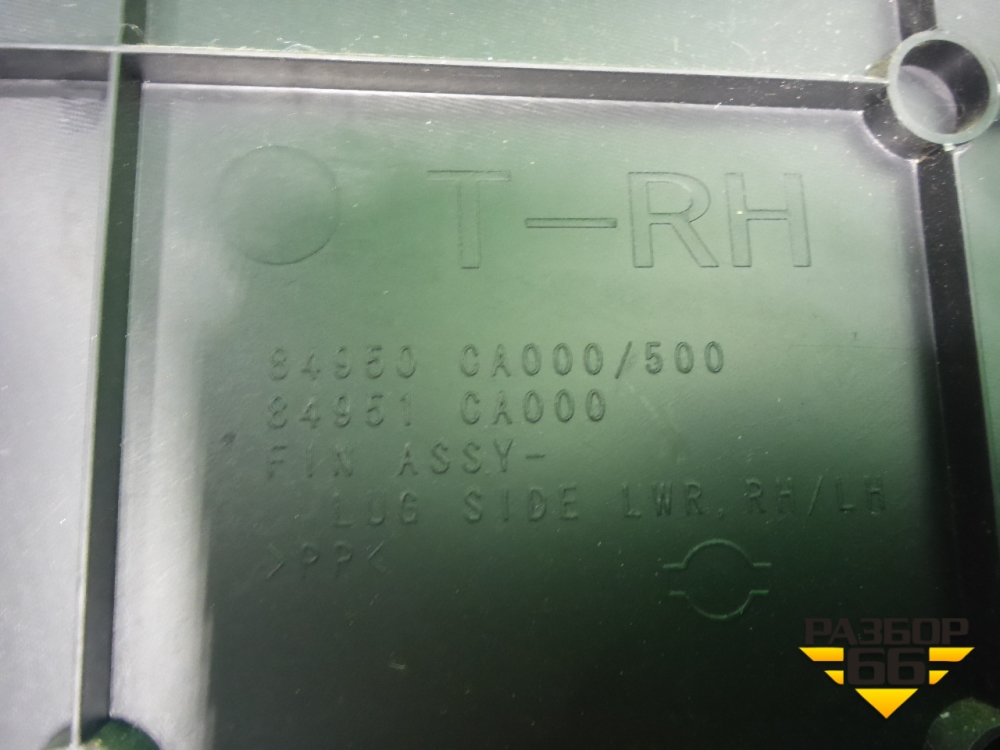 T-RH
84950 CA000/500
84951 CA000
FIN ASSY-
LUG SIDE LWR, RH/LH
>PP<
РАЗБОР
66